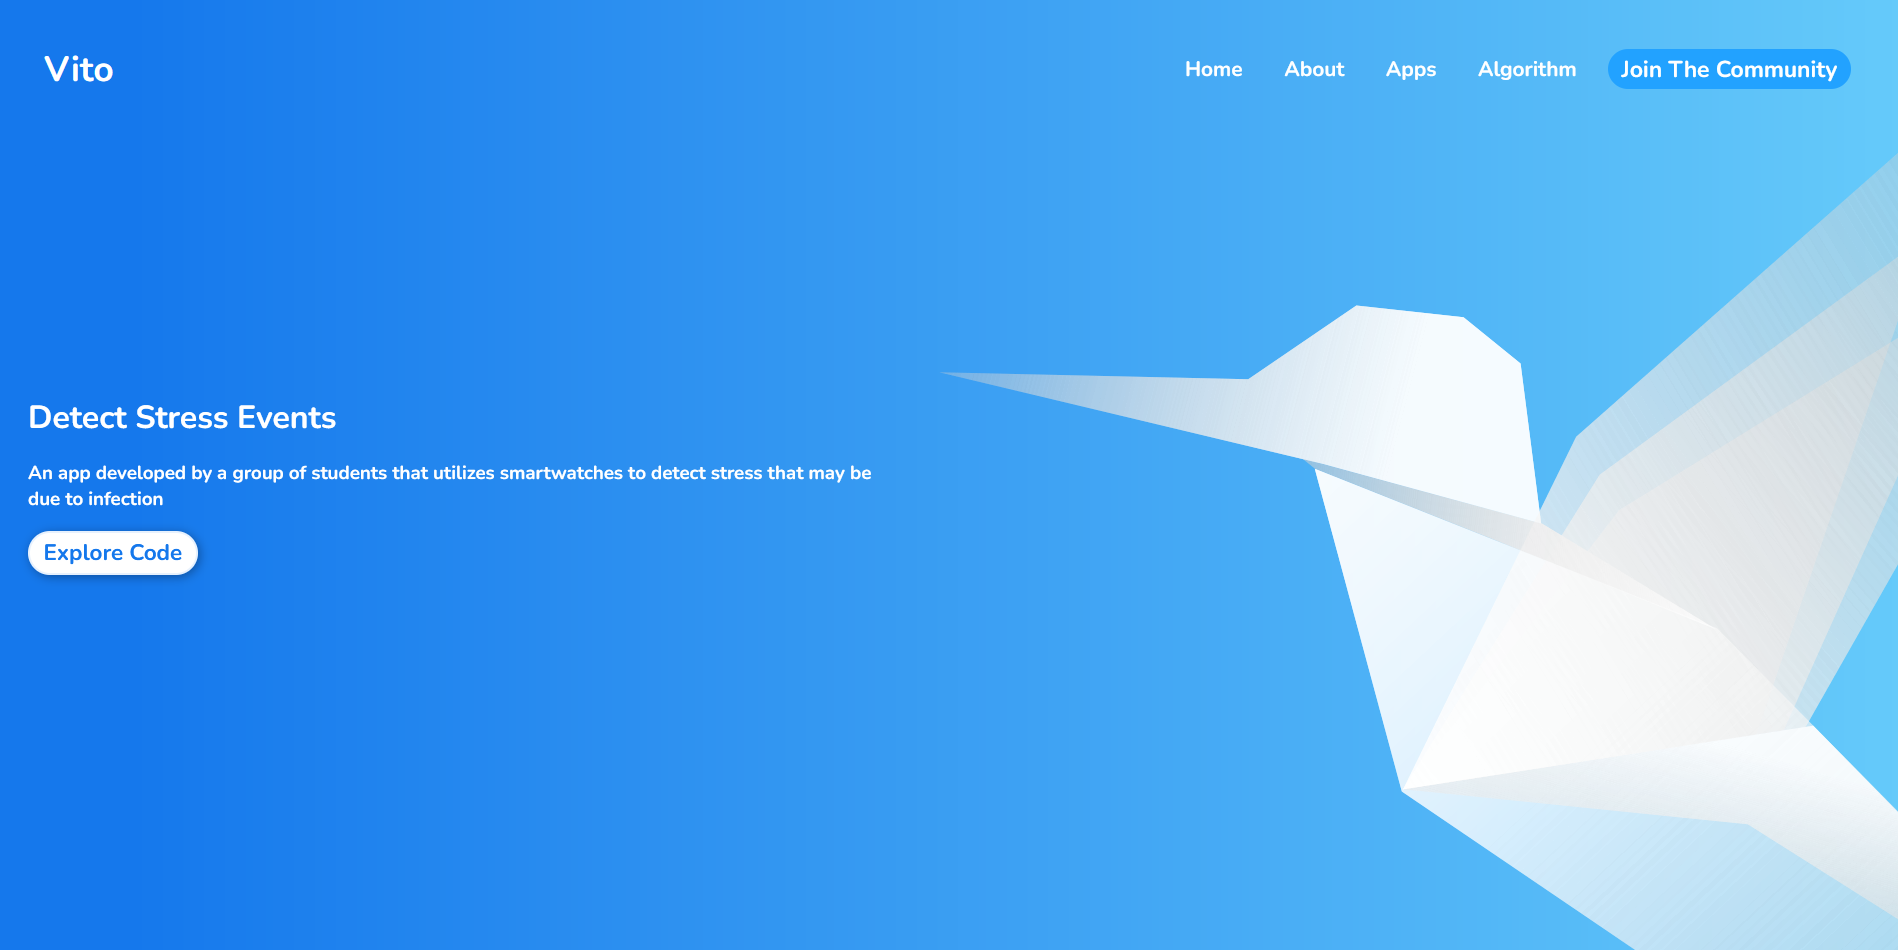 Vito
Home About Apps Algorithm Join The Community
Detect Stress Events
An app developed by a group of students that utilizes smartwatches to detect stress that may be
due to infection
Explore Code